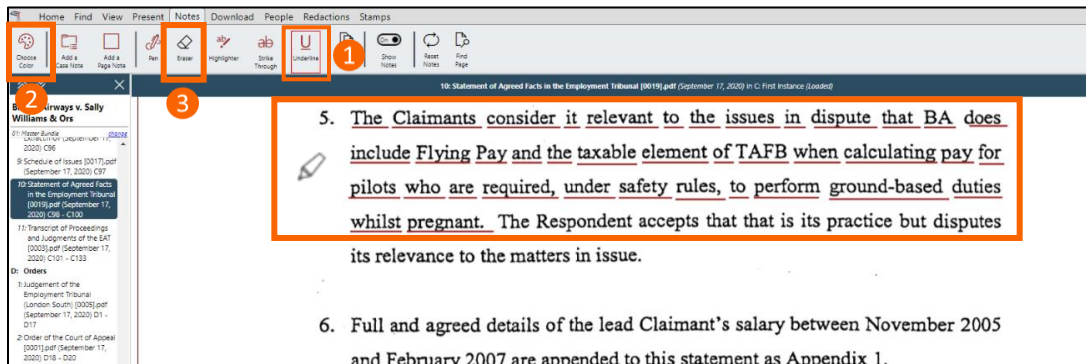 Home Find View Present Notes Download People Redactions Stamps
Choose Color
Add a Case Note
Add a Page Note
Pen
Eraser
Highlighter
Strike Through
Underline
Show Notes
Reset Notes
Find Page
On
1
2
3
10: Statement of Agreed Facts in the Employment Tribunal [0019].pdf (September 17, 2020) in C: First Instance (Loaded)
Airways v. Sally
Williams & Ors
01: Master Bundle change
2020) C96
9: Schedule of Issues [0017].pdf
(September 17, 2020) C97
10: Statement of Agreed Facts
in the Employment Tribunal
[0019].pdf (September 17,
2020) C98 - C100
11: Transcript of Proceedings
and Judgments of the EAT
[0003].pdf (September 17,
2020) C101 - C133
D: Orders
1: Judgement of the
Employment Tribunal
(London South) [0005].pdf
(September 17, 2020) D1 -
D17
2: Order of the Court of Appeal
[0001].pdf (September 17,
2020) D18 - D20
5. The Claimants consider it relevant to the issues in dispute that BA does
include Flying Pay and the taxable element of TAFB when calculating pay for
pilots who are required, under safety rules, to perform ground-based duties
whilst pregnant. The Respondent accepts that that is its practice but disputes
its relevance to the matters in issue.
6. Full and agreed details of the lead Claimant's salary between November 2005
and February 2007 are appended to this statement as Appendix 1.